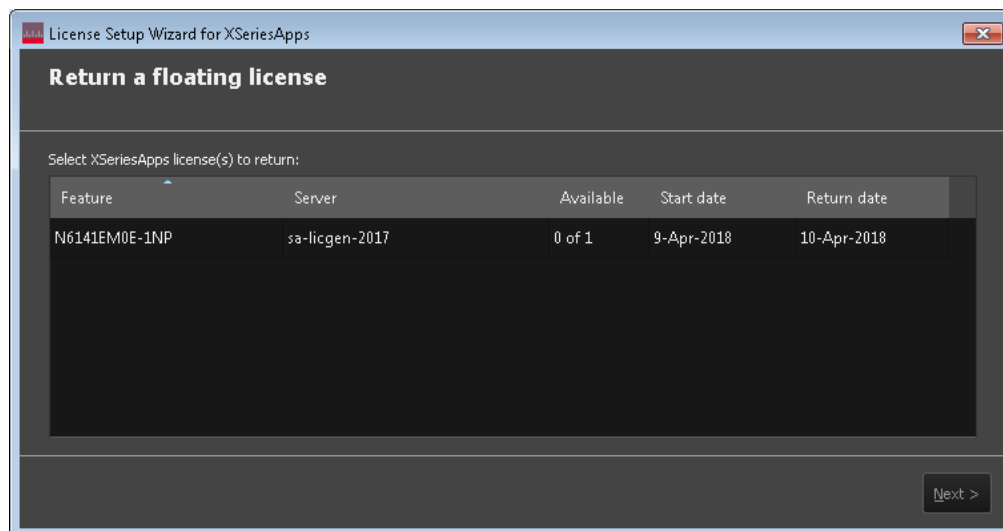 License Setup Wizard for XSeriesApps
Return a floating license
Select XSeriesApps license(s) to return:
Feature Server Available Start date Return date
N6141EM0E-1NP sa-licgen-2017 0 of 1 9-Apr-2018 10-Apr-2018
Next >